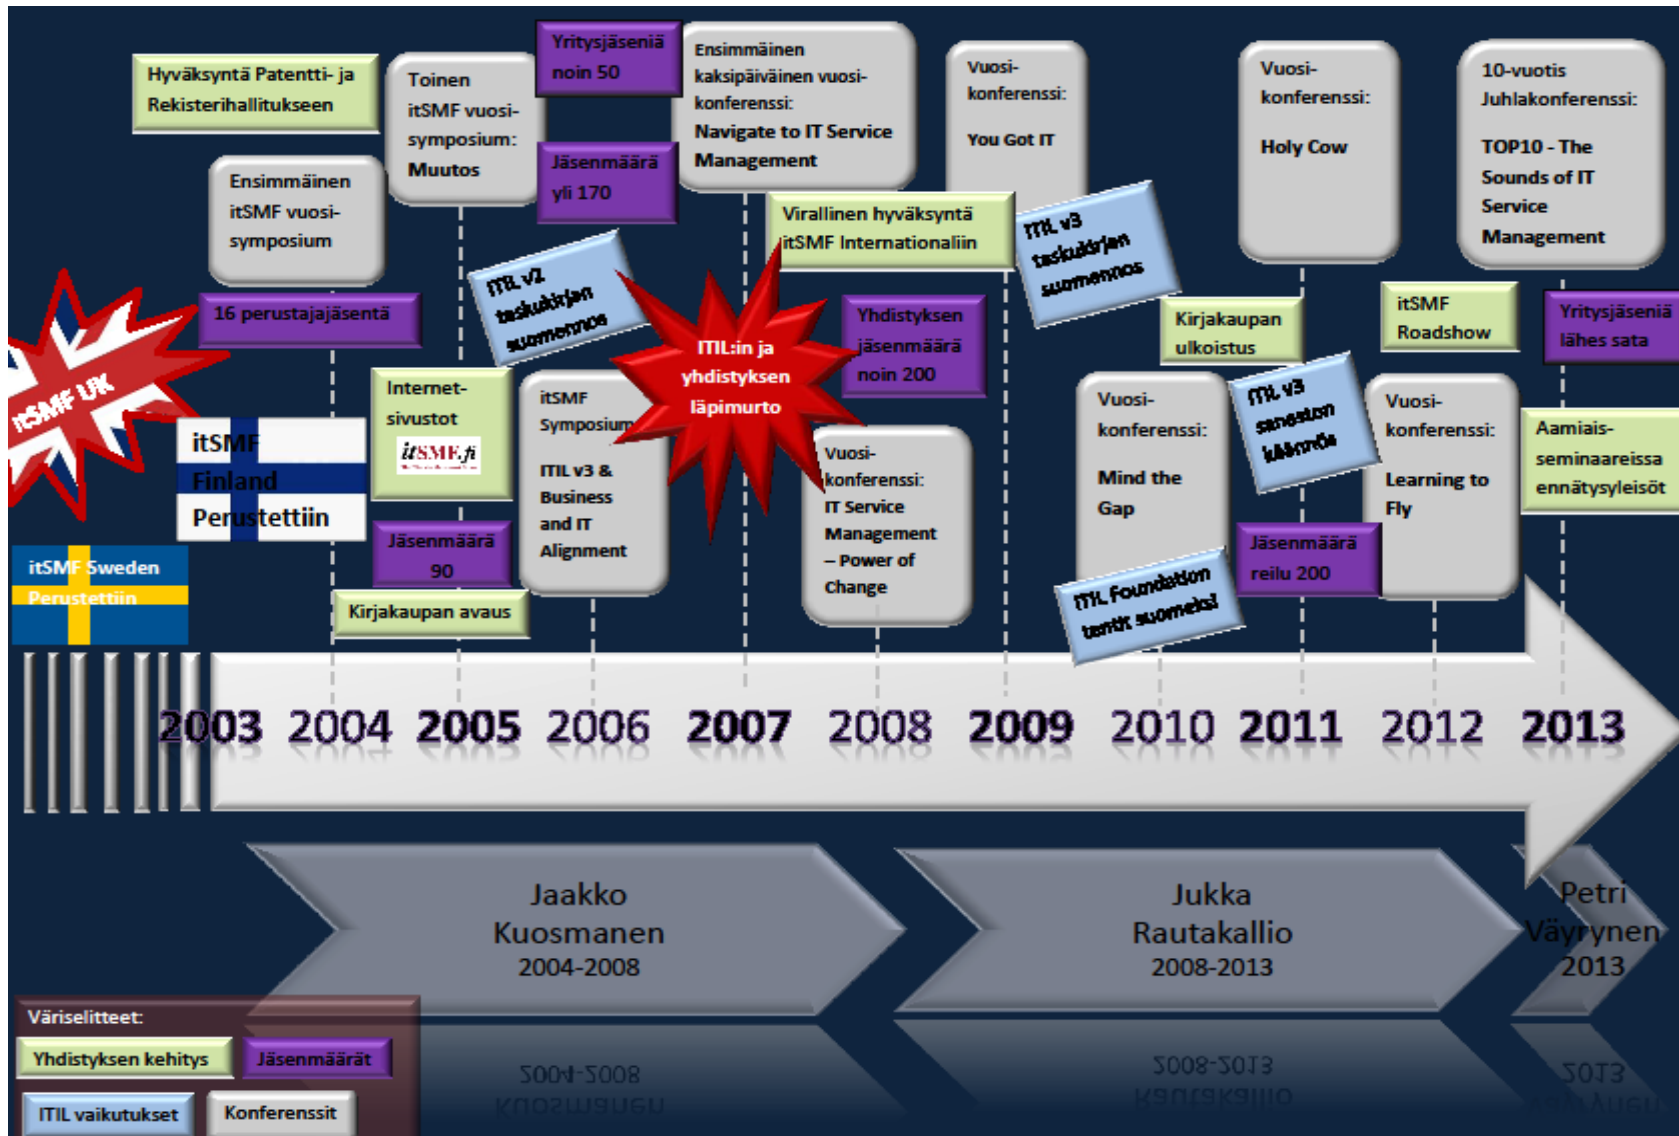 Hyväksyntä Patentti- ja
Rekisterihallitukseen
Toinen
itSMF vuosi-
symposium:
Muutos
Yritysjäseniä
noin 50
Jäsenmäärä
yli 170
Ensimmäinen
kaksipäiväinen vuosi-
konferenssi:
Navigate to IT Service
Management
Vuosi-
konferenssi:
You Got IT
Vuosi-
konferenssi:
Holy Cow
10-vuotis
Juhlakonferenssi:
TOP10 - The
Sounds of IT
Service
Management
Ensimmäinen
itSMF vuosi-
symposium
16 perustajajäsentä
ITIL v2
taskukirjan
suomennos
Virallinen hyväksyntä
itSMF Internationaliin
ITIL v3
taskukirjan
suomennos
ITIL:in ja
yhdistyksen
läpimurto
Yhdistyksen
jäsenmäärä
noin 200
Kirjakaupan
ulkoistus
itSMF
Roadshow
Yritysjäseniä
lähes sata
itSMF UK
itSMF
Finland
Perustettiin
Internet-
sivustot
itSMF.fi
itSMF
Symposium:
ITIL v3 &
Business
and IT
Alignment
Vuosi-
konferenssi:
IT Service
Management
– Power of
Change
Vuosi-
konferenssi:
Mind the
Gap
ITIL v3
sanaston
käännös
Vuosi-
konferenssi:
Learning to
Fly
Aamiais-
seminaareissa
ennätysyleisöt
itSMF Sweden
Perustettiin
Jäsenmäärä
90
Kirjakaupan avaus
ITIL Foundation
tentit suomeksi
Jäsenmäärä
reilu 200
2003 2004 2005 2006 2007 2008 2009 2010 2011 2012 2013
Jaakko
Kuosmanen
2004-2008
Jukka
Rautakallio
2008-2013
Petri
Väyrynen
2013
Väriselitteet:
Yhdistyksen kehitys
Jäsenmäärät
ITIL vaikutukset
Konferenssit